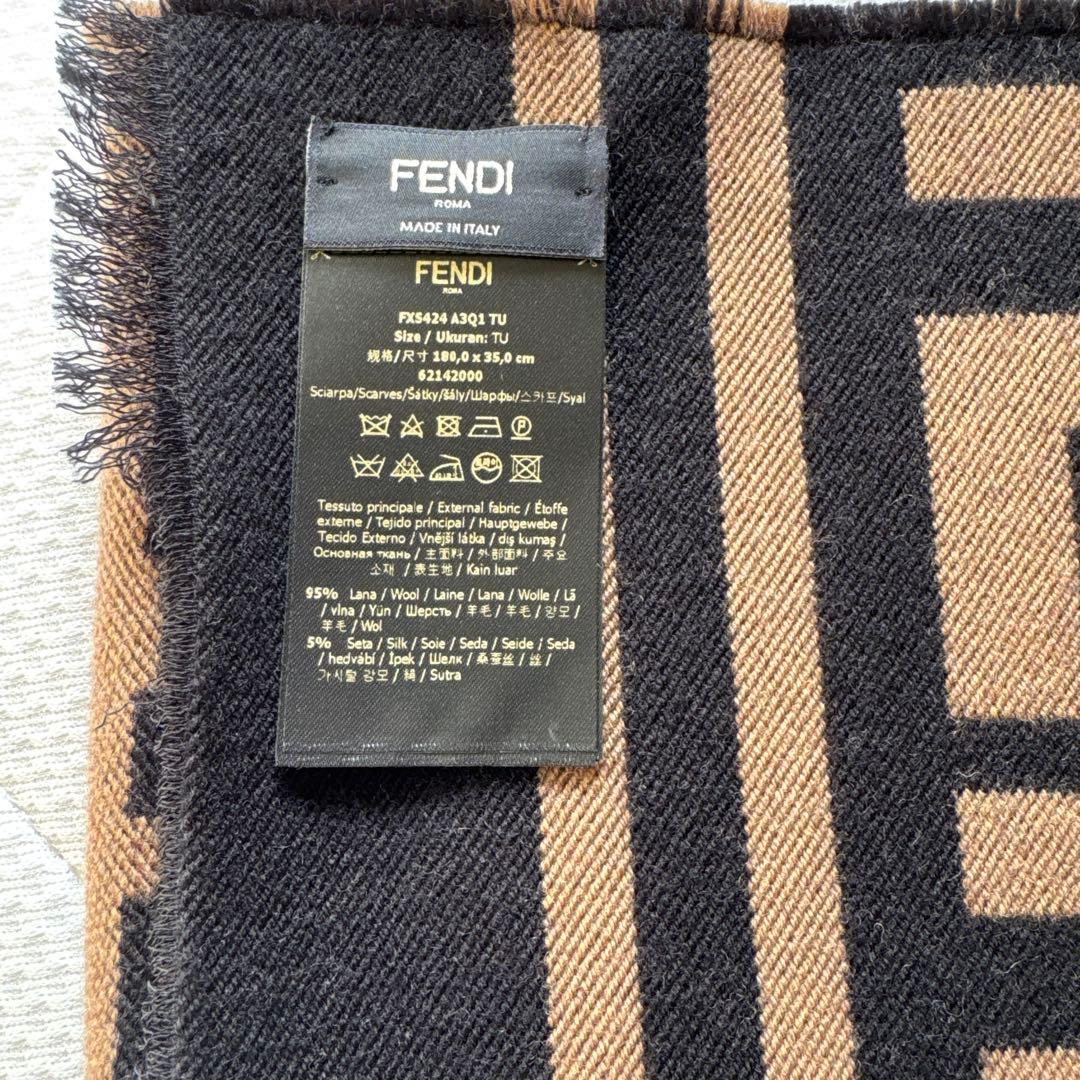 FENDI
ROMA
MADE IN ITALY
FENDI
ROMA
FXS424 A3Q1 TU
Size / Ukuran: TU
规格/尺寸 180,0 x 35,0 cm
62142000
Sciarpa/Scarves/Šátky/šály/Шарфы/스카프/Syal
Tessuto principale / External fabric / Étoffe
externe / Tejido principal / Hauptgewebe /
Tecido Externo / Vnější látka / dış kumaş /
Основная ткань / 主面料 / 外部面料 / 주요
소재 / 表生地 / Kain luar
95% Lana / Wool / Laine / Lana / Wolle / Lã
/ vlna / Yün / Шерсть / 羊毛 / 羊毛 / 양모 /
羊毛 / Wol
5% Seta / Silk / Soie / Seda / Seide / Seda
/ hedvábí / İpek / Шелк / 桑蚕丝 / 丝 /
강모 / 絹 / Sutra